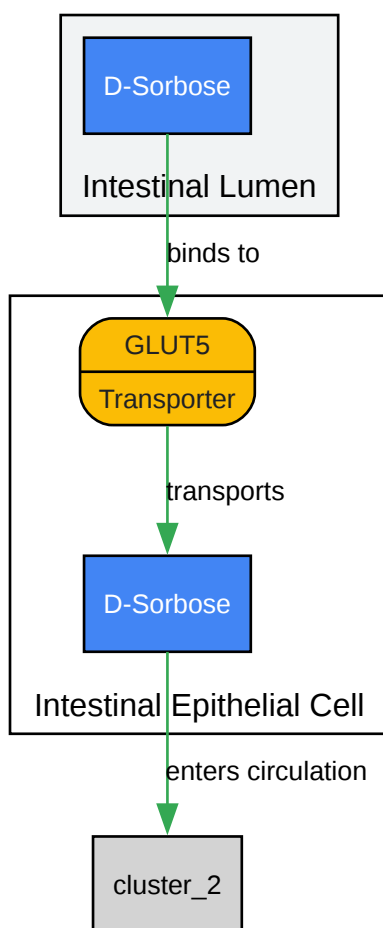 D-Sorbose
Intestinal Lumen
binds to
GLUT5
Transporter
transports
D-Sorbose
Intestinal Epithelial Cell
enters circulation
cluster_2